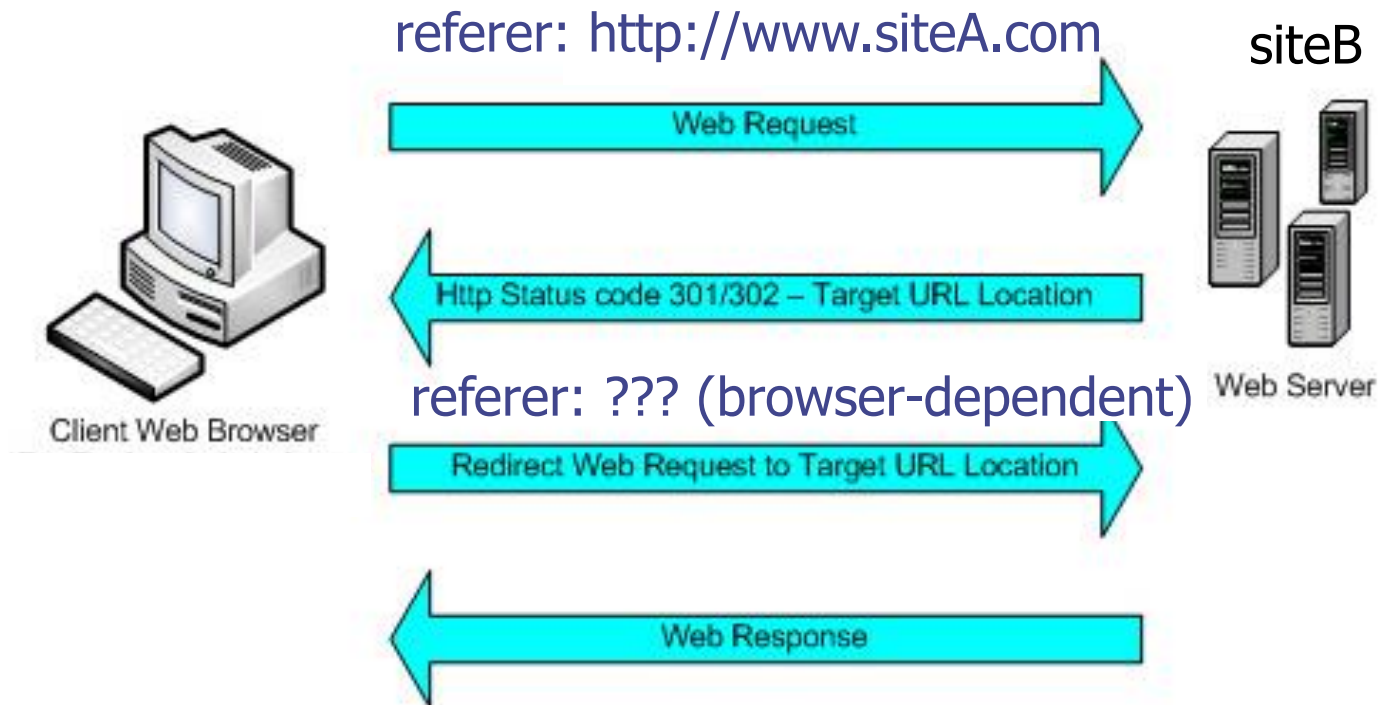 referer: http://www.siteA.com
siteB
Web Request
Http Status code 301/302 – Target URL Location
referer: ??? (browser-dependent)
Web Server
Client Web Browser
Redirect Web Request to Target URL Location
Web Response